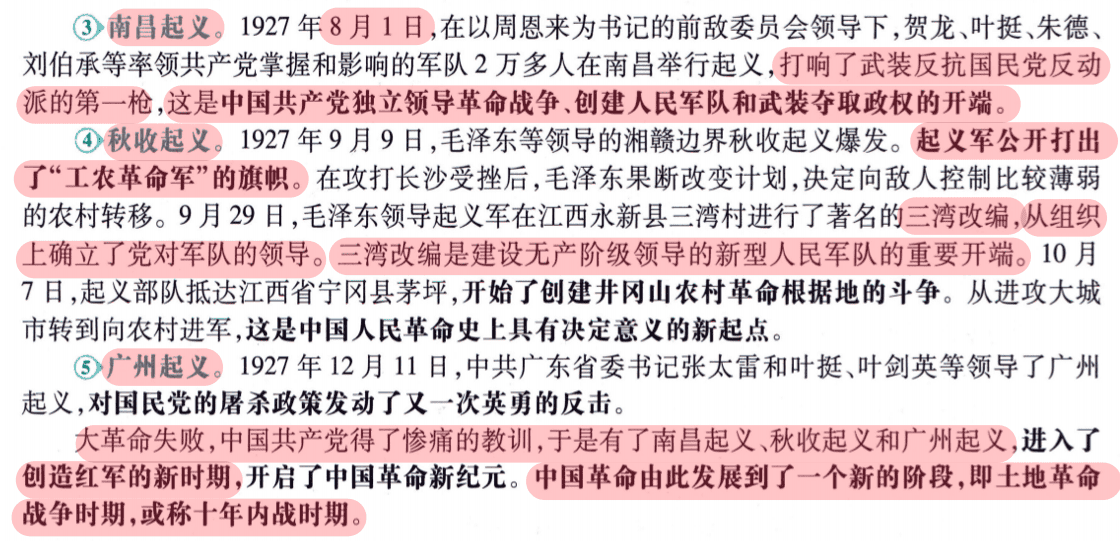 ③南昌起义。1927年8月1日,在以周恩来为书记的前敌委员会领导下,贺龙、叶挺、朱德、
刘伯承等率领共产党掌握和影响的军队2万多人在南昌举行起义,打响了武装反抗国民党反动
派的第一枪,这是中国共产党独立领导革命战争、创建人民军队和武装夺取政权的开端。
④秋收起义。1927年9月9日,毛泽东等领导的湘赣边界秋收起义爆发。起义军公开打出
了“工农革命军”的旗帜。在攻打长沙受挫后,毛泽东果断改变计划,决定向敌人控制比较薄弱
的农村转移。9月29日,毛泽东领导起义军在江西永新县三湾村进行了著名的三湾改编,从组织
上确立了党对军队的领导。三湾改编是建设无产阶级领导的新型人民军队的重要开端。10月
7日,起义部队抵达江西省宁冈县茅坪,开始了创建井冈山农村革命根据地的斗争。从进攻大城
市转到向农村进军,这是中国人民革命史上具有决定意义的新起点。
⑤广州起义。1927年12月11日,中共广东省委书记张太雷和叶挺、叶剑英等领导了广州
起义,对国民党的屠杀政策发动了又一次英勇的反击。
大革命失败,中国共产党得了惨痛的教训,于是有了南昌起义、秋收起义和广州起义,进入了
创造红军的新时期,开启了中国革命新纪元。中国革命由此发展到了一个新的阶段,即土地革命
战争时期,或称十年内战时期。